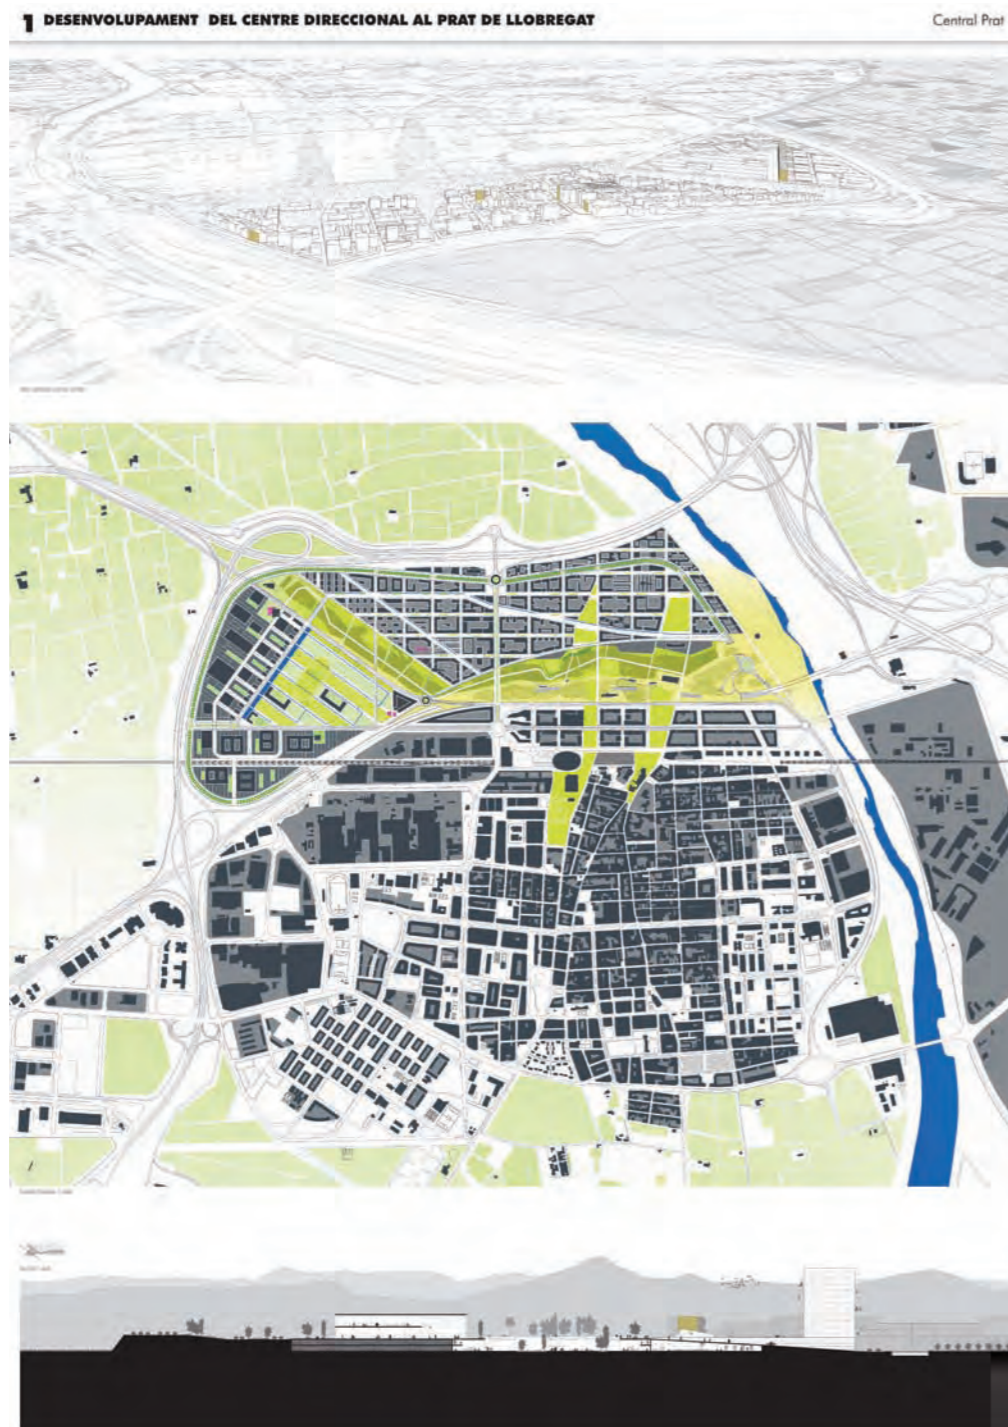 1 DESENVOLUPAMENT DEL CENTRE DIRECCIONAL AL PRAT DE LLOBREGAT
Central Prat